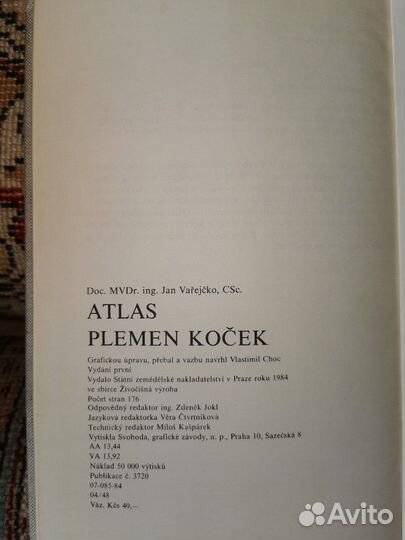 Doc. MVDr. ing. Jan Vařejčko, CSc.
ATLAS
PLEMEN KOČEK
Grafickou úpravu, přebal a vazbu navrhl Vlastimil Choc
Vydání první
Vydalo Státní zemědělské nakladatelství v Praze roku 1984
ve sbírce Živočišná výroba
Počet stran 176
Odpovědný redaktor ing. Zdeněk Jokl
Jazyková redaktorka Věra Čtvrtníková
Technický redaktor Miloš Kašpárek
Vytiskla Svoboda, grafické závody, n. p., Praha 10, Sazečská 8
AA 13,44
VA 13,92
Náklad 50 000 výtisků
Publikace č. 3720
07-085-84
04/48
Váz. Kčs 40,—
Avito